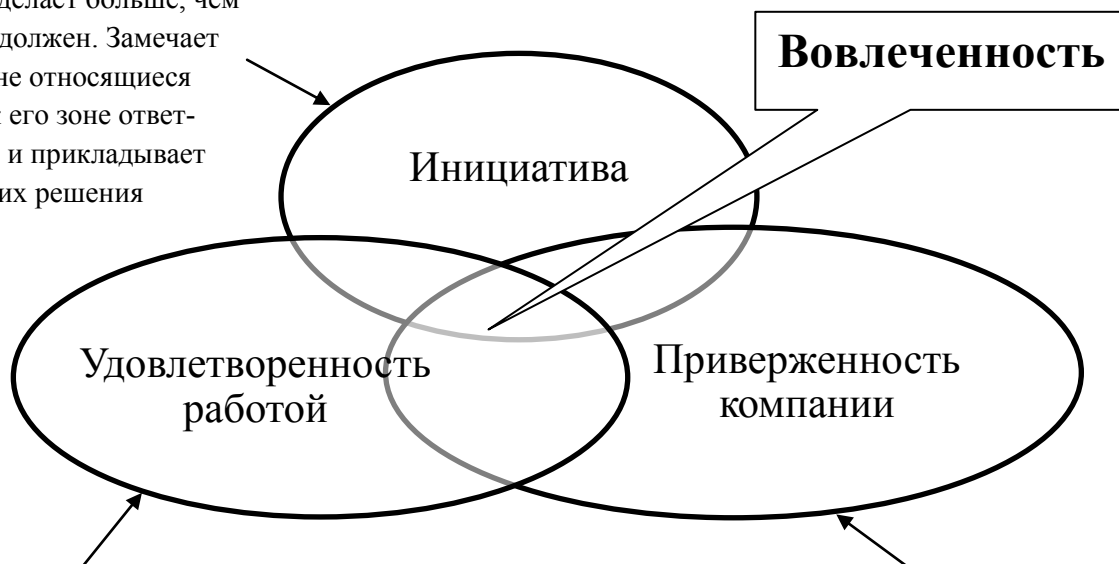 делает больше, чем
должен. Замечает
не относящиеся
к его зоне ответ-
и прикладывает
их решения
Вовлеченность
Инициатива
Удовлетворенность
работой
Приверженность
компании